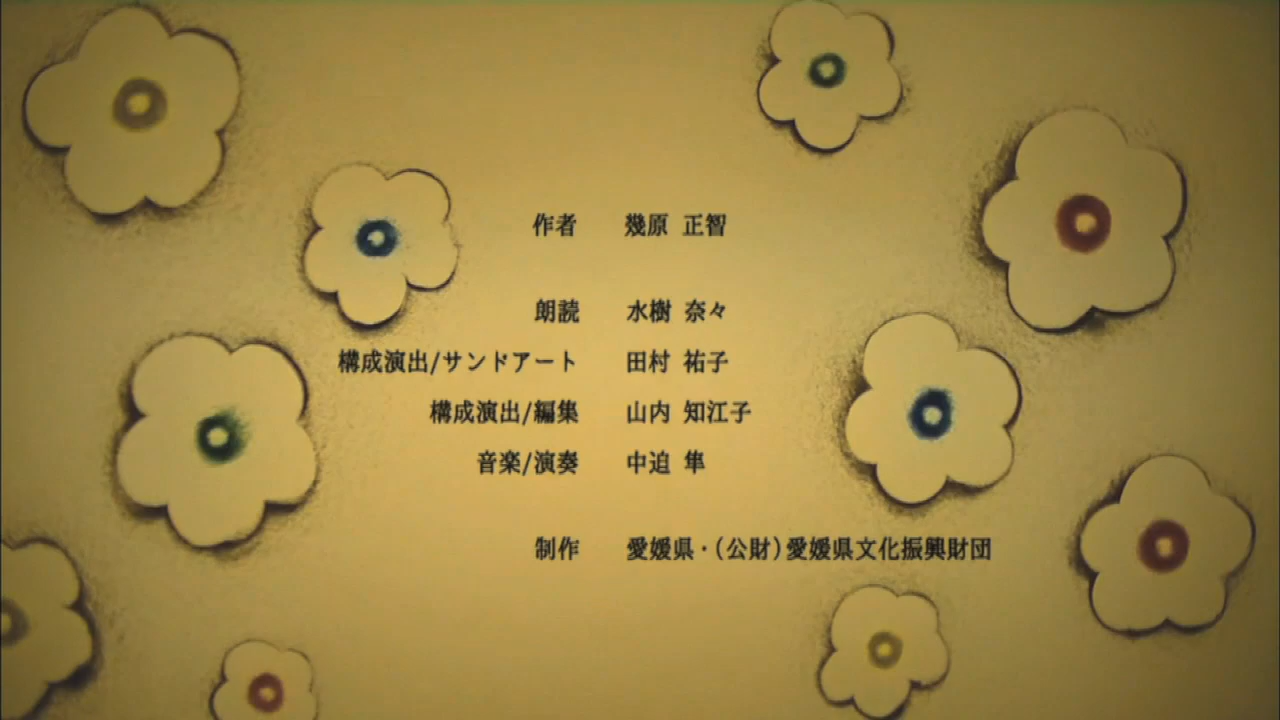 作者 幾原 正智
朗読 水樹 奈々
構成演出/サンドアート 田村 祐子
構成演出/編集 山内 知江子
音楽/演奏 中迫 隼
制作 愛媛県・(公財)愛媛県文化振興財団